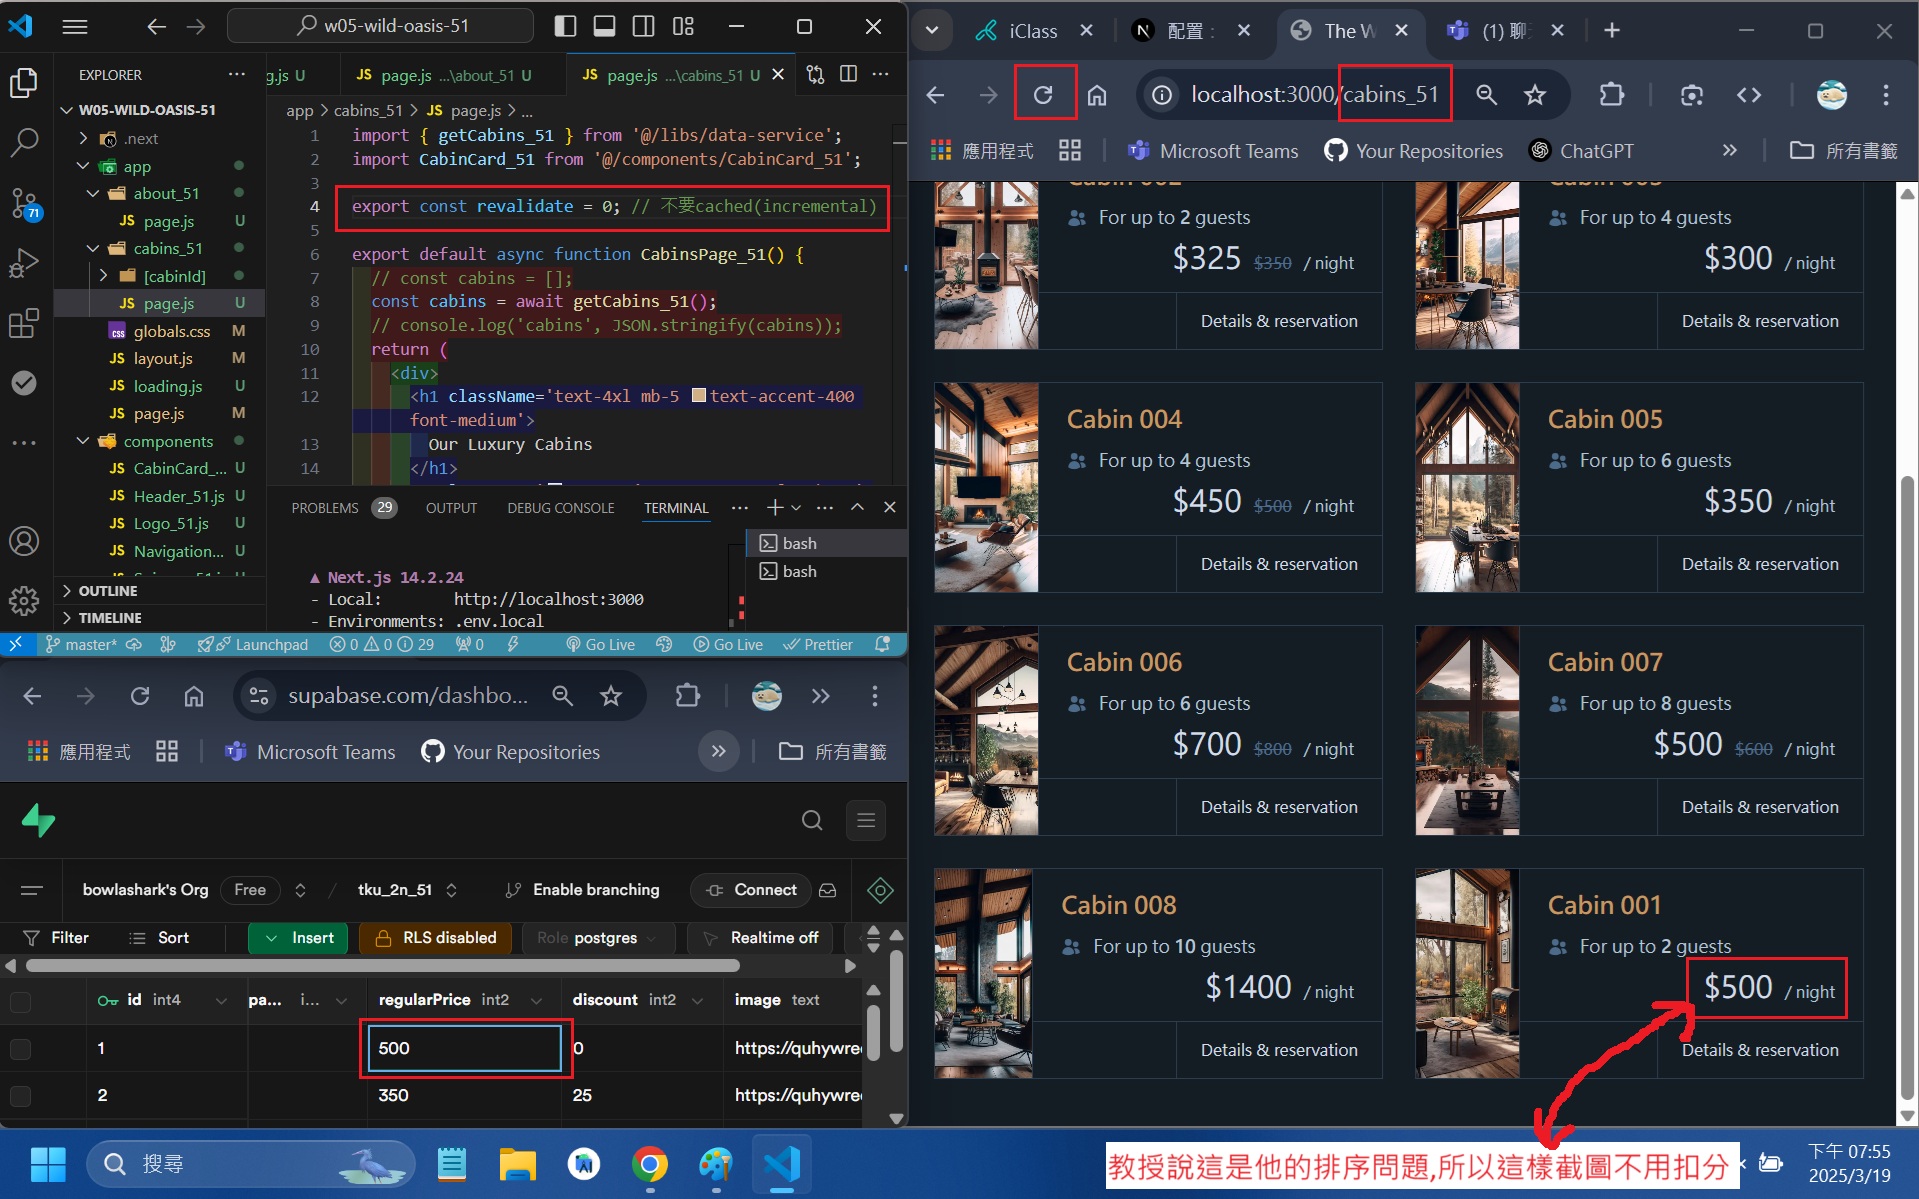 w05-wild-oasis-51
EXPLORER
W05-WILD-OASIS-51
.next
app
about_51
JS page.js U
cabins_51
[cabinId]
JS page.js U
css globals.css M
JS layout.js M
JS loading.js U
JS page.js M
components
JS CabinCard_... U
JS Header_51.js U
JS Logo_51.js U
JS Navigation... U
OUTLINE
TIMELINE
71
g.js U
JS page.js ...\about_51 U
JS page.js ...\cabins_51 U
app > cabins_51 > JS page.js > ...
1 import { getCabins_51 } from '@/libs/data-service';
2 import CabinCard_51 from '@/components/CabinCard_51';
3
4 export const revalidate = 0; // 不要cached(incremental)
5
6 export default async function CabinsPage_51() {
7 // const cabins = [];
8 const cabins = await getCabins_51();
9 // console.log('cabins', JSON.stringify(cabins));
10 return (
11 <div>
12 <h1 className='text-4xl mb-5 text-accent-400
font-medium'>
13 Our Luxury Cabins
14 </h1>
PROBLEMS 29 OUTPUT DEBUG CONSOLE TERMINAL
bash
bash
▲ Next.js 14.2.24
- Local: http://localhost:3000
- Environments: .env.local
master* Launchpad 0 0 29 0 Go Live Go Live Prettier
supabase.com/dashbo...
應用程式 Microsoft Teams Your Repositories 所有書籤
bowlashark's Org Free / tku_2n_51 Enable branching Connect
Filter Sort Insert RLS disabled Role postgres Realtime off
id int4 pa... i... regularPrice int2 discount int2 image text
1 500 0 https://quhywre
2 350 25 https://quhywre
iClass 配置 : The W (1) 聊
localhost:3000/cabins_51
應用程式 Microsoft Teams Your Repositories ChatGPT 所有書籤
For up to 2 guests
$325 $350 / night
Details & reservation
For up to 4 guests
$300 / night
Details & reservation
Cabin 004
For up to 4 guests
$450 $500 / night
Details & reservation
Cabin 005
For up to 6 guests
$350 / night
Details & reservation
Cabin 006
For up to 6 guests
$700 $800 / night
Details & reservation
Cabin 007
For up to 8 guests
$500 $600 / night
Details & reservation
Cabin 008
For up to 10 guests
$1400 / night
Details & reservation
Cabin 001
For up to 2 guests
$500 / night
Details & reservation
教授說這是他的排序問題,所以這樣截圖不用扣分
搜尋
下午 07:55
2025/3/19